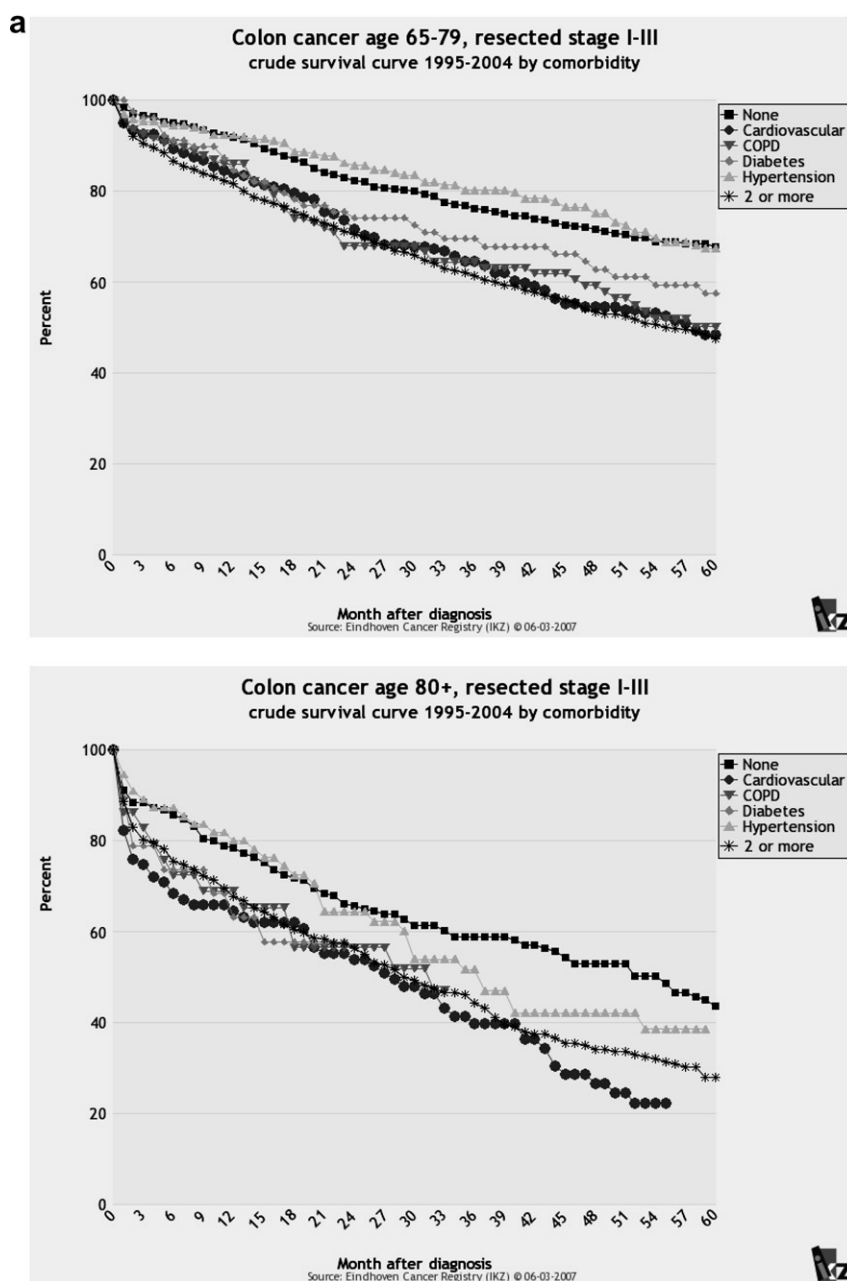 a
Colon cancer age 65-79, resected stage I-III
crude survival curve 1995-2004 by comorbidity
100
80
60
40
20
0
Percent
None
Cardiovascular
COPD
Diabetes
Hypertension
2 or more
0 3 6 9 12 15 18 21 24 27 30 33 36 39 42 45 48 51 54 57 60
Month after diagnosis
Source: Eindhoven Cancer Registry (IKZ) © 06-03-2007
Colon cancer age 80+, resected stage I-III
crude survival curve 1995-2004 by comorbidity
100
80
60
40
20
0
Percent
None
Cardiovascular
COPD
Diabetes
Hypertension
2 or more
0 3 6 9 12 15 18 21 24 27 30 33 36 39 42 45 48 51 54 57 60
Month after diagnosis
Source: Eindhoven Cancer Registry (IKZ) © 06-03-2007